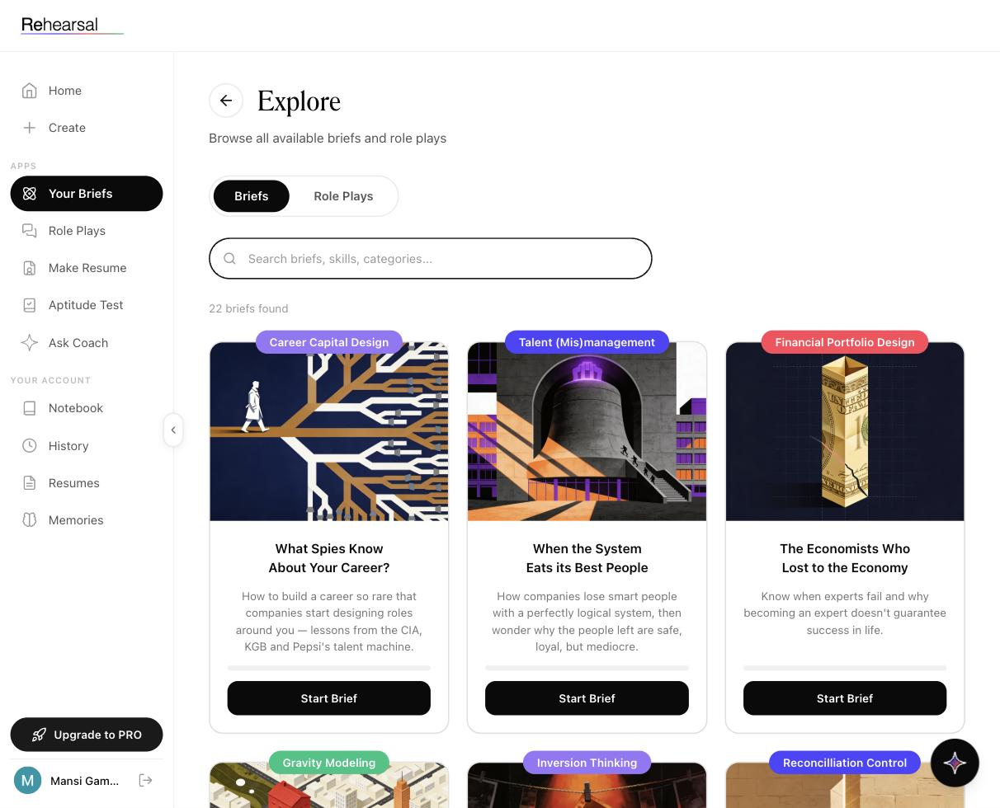 Rehearsal
Home
Create
APPS
Your Briefs
Role Plays
Make Resume
Aptitude Test
Ask Coach
YOUR ACCOUNT
Notebook
History
Resumes
Memories
Upgrade to PRO
M
Mansi Gam...
Explore
Browse all available briefs and role plays
Briefs
Role Plays
Search briefs, skills, categories...
22 briefs found
Career Capital Design
What Spies Know
About Your Career?
How to build a career so rare that
companies start designing roles
around you — lessons from the CIA,
KGB and Pepsi's talent machine.
Start Brief
Talent (Mis)management
When the System
Eats its Best People
How companies lose smart people
with a perfectly logical system, then
wonder why the people left are safe,
loyal, but mediocre.
Start Brief
Financial Portfolio Design
The Economists Who
Lost to the Economy
Know when experts fail and why
becoming an expert doesn't guarantee
success in life.
Start Brief
Gravity Modeling
Inversion Thinking
Reconcilliation Control